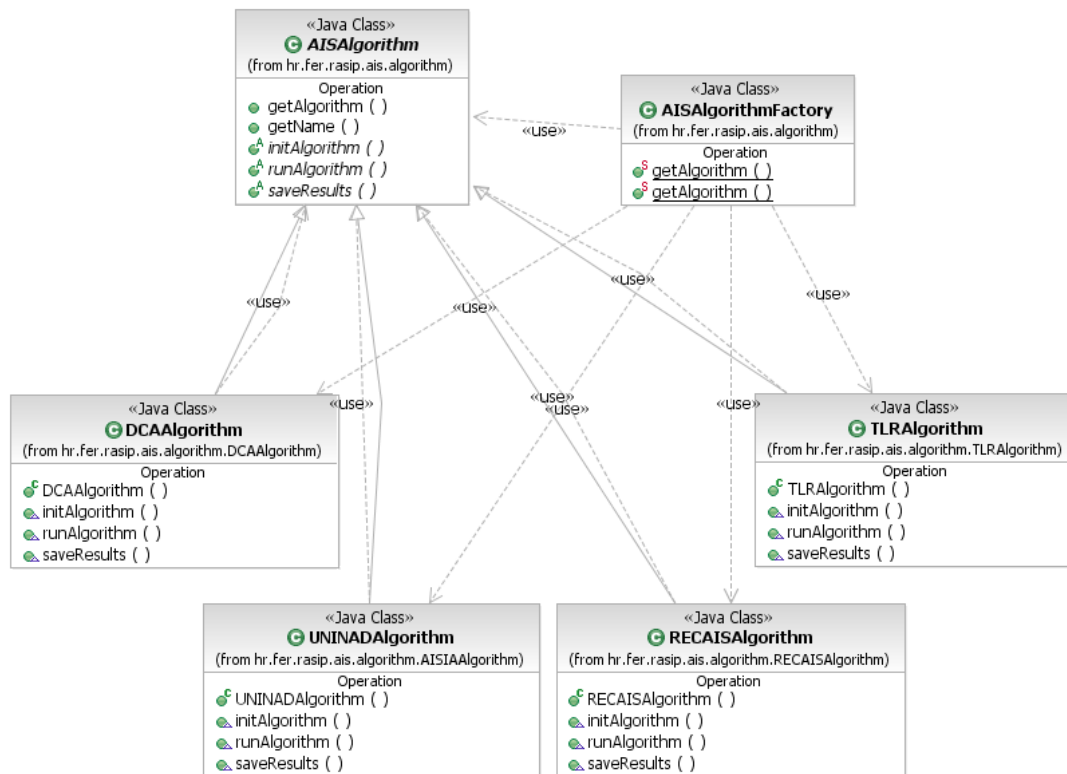 «Java Class»
AISAlgorithm
(from hr.fer.rasip.ais.algorithm)
Operation
getAlgorithm ( )
getName ( )
initAlgorithm ( )
runAlgorithm ( )
saveResults ( )
«Java Class»
AISAlgorithmFactory
(from hr.fer.rasip.ais.algorithm)
Operation
getAlgorithm ( )
getAlgorithm ( )
«use»
«use»
«use»
«use»
«use»
«use»
«use»
«use»
«use»
«Java Class»
DCAAlgorithm
(from hr.fer.rasip.ais.algorithm.DCAAlgorithm)
Operation
DCAAlgorithm ( )
initAlgorithm ( )
runAlgorithm ( )
saveResults ( )
«Java Class»
TLRAlgorithm
(from hr.fer.rasip.ais.algorithm.TLRAlgorithm)
Operation
TLRAlgorithm ( )
initAlgorithm ( )
runAlgorithm ( )
saveResults ( )
«Java Class»
UNINADAlgorithm
(from hr.fer.rasip.ais.algorithm.AISIAAlgorithm)
Operation
UNINADAlgorithm ( )
initAlgorithm ( )
runAlgorithm ( )
saveResults ( )
«Java Class»
RECAISAlgorithm
(from hr.fer.rasip.ais.algorithm.RECAISAlgorithm)
Operation
RECAISAlgorithm ( )
initAlgorithm ( )
runAlgorithm ( )
saveResults ( )